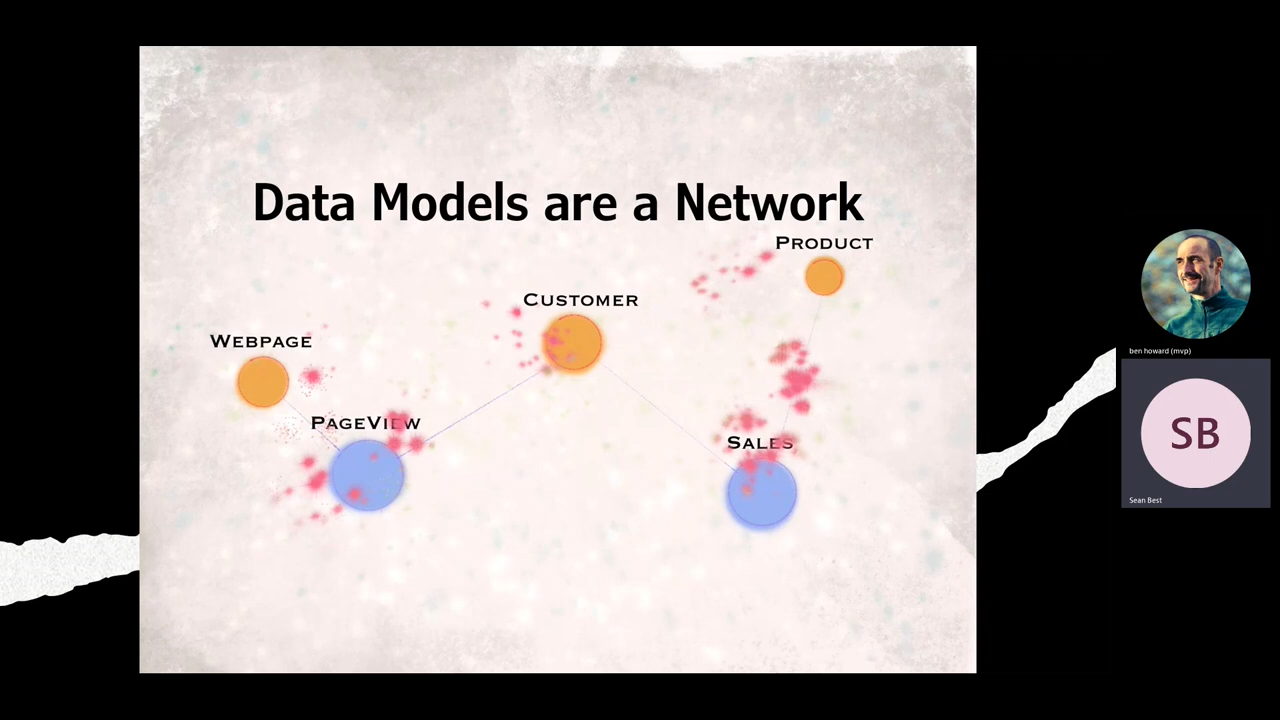 Data Models are a Network
PRODUCT
CUSTOMER
WEBPAGE
PAGEVIEW
SALES
ben howard (mvp)
SB
Sean Best